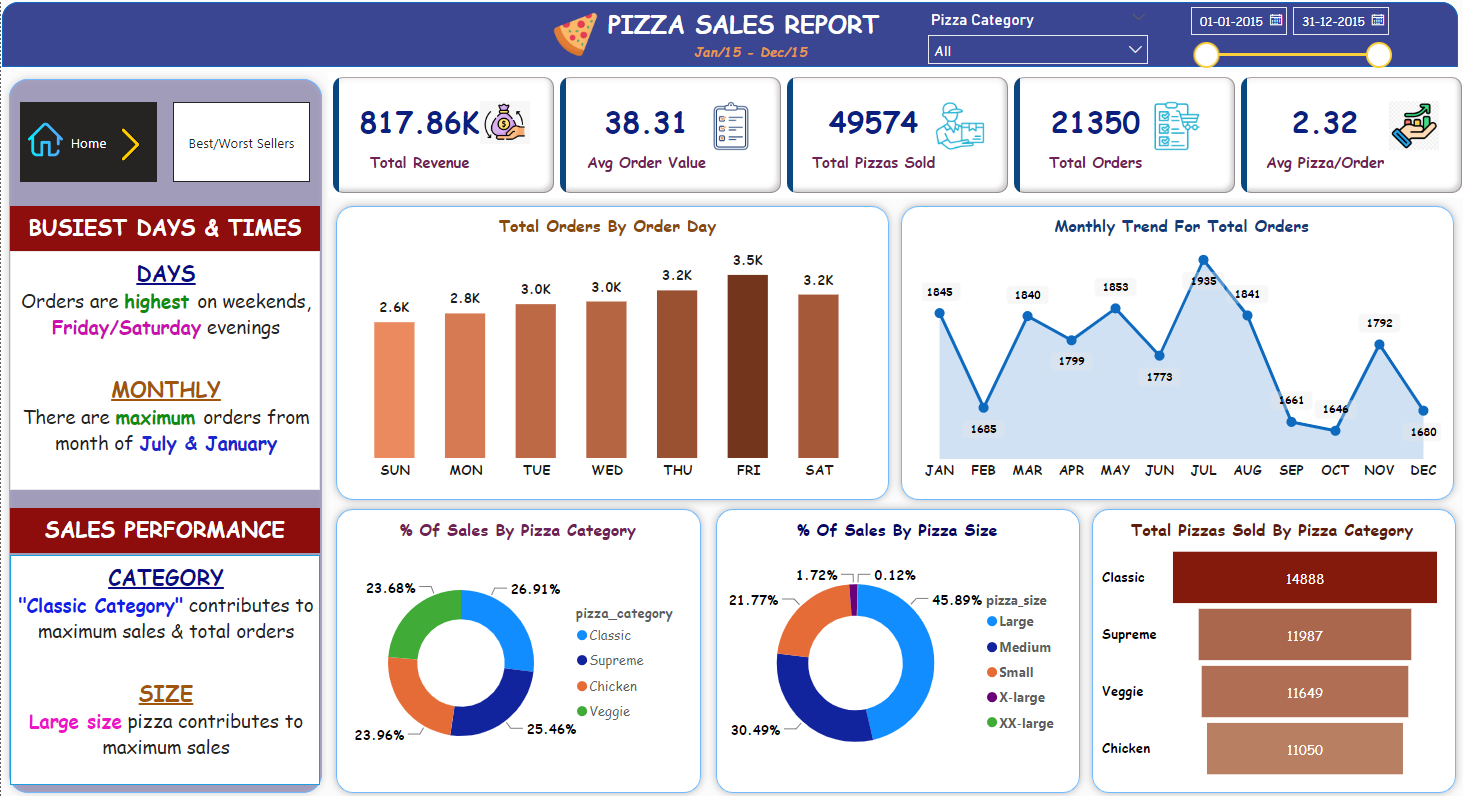 PIZZA SALES REPORT
Jan/15 - Dec/15
Pizza Category
All
01-01-2015
31-12-2015
Home
Best/Worst Sellers
817.86K
Total Revenue
38.31
Avg Order Value
49574
Total Pizzas Sold
21350
Total Orders
2.32
Avg Pizza/Order
BUSIEST DAYS & TIMES
DAYS
Orders are highest on weekends,
Friday/Saturday evenings
MONTHLY
There are maximum orders from
month of July & January
SALES PERFORMANCE
CATEGORY
"Classic Category" contributes to
maximum sales & total orders
SIZE
Large size pizza contributes to
maximum sales
Total Orders By Order Day
2.6K
2.8K
3.0K
3.0K
3.2K
3.5K
3.2K
SUN
MON
TUE
WED
THU
FRI
SAT
Monthly Trend For Total Orders
1845
1685
1840
1799
1853
1773
1935
1841
1661
1646
1792
1680
JAN
FEB
MAR
APR
MAY
JUN
JUL
AUG
SEP
OCT
NOV
DEC
% Of Sales By Pizza Category
23.68%
26.91%
23.96%
25.46%
pizza_category
Classic
Supreme
Chicken
Veggie
% Of Sales By Pizza Size
1.72%
0.12%
21.77%
45.89%
30.49%
pizza_size
Large
Medium
Small
X-large
XX-large
Total Pizzas Sold By Pizza Category
Classic
14888
Supreme
11987
Veggie
11649
Chicken
11050